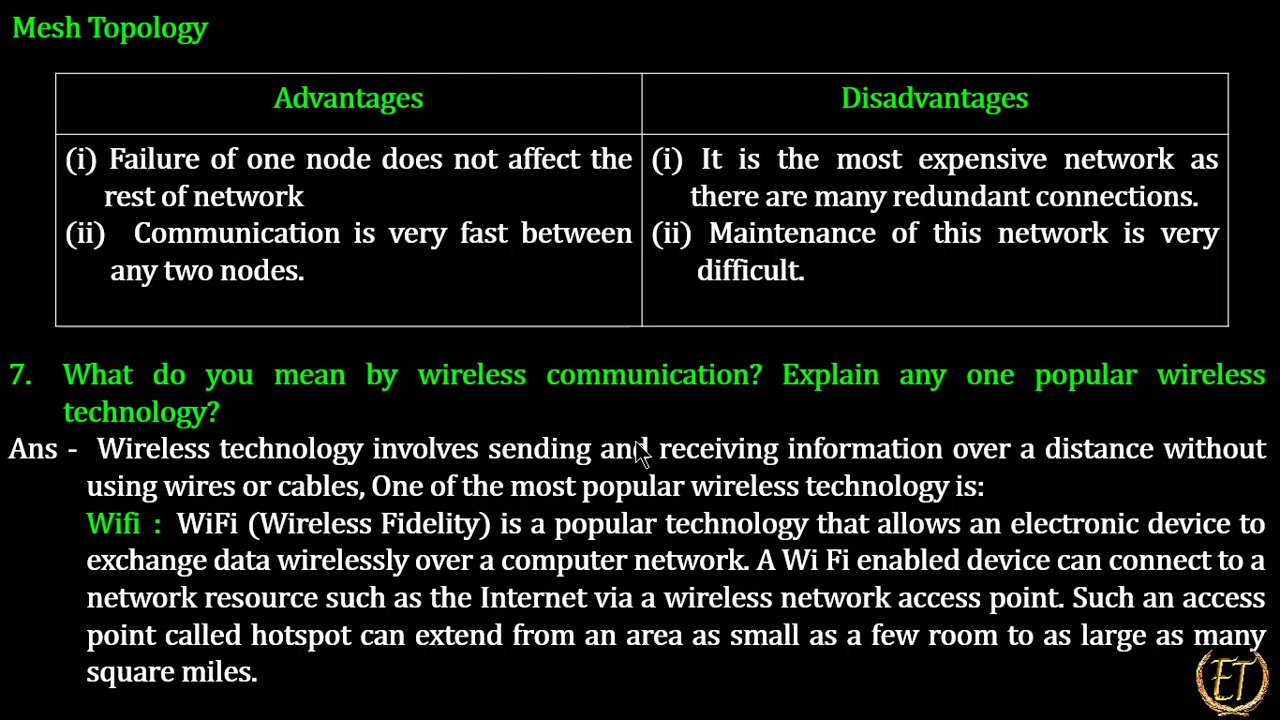 Mesh Topology
Advantages
Disadvantages
(i) Failure of one node does not affect the
rest of network
(ii) Communication is very fast between
any two nodes.
(i) It is the most expensive network as
there are many redundant connections.
(ii) Maintenance of this network is very
difficult.
7. What do you mean by wireless communication? Explain any one popular wireless
technology?
Ans - Wireless technology involves sending and receiving information over a distance without
using wires or cables, One of the most popular wireless technology is:
Wifi : WiFi (Wireless Fidelity) is a popular technology that allows an electronic device to
exchange data wirelessly over a computer network. A Wi Fi enabled device can connect to a
network resource such as the Internet via a wireless network access point. Such an access
point called hotspot can extend from an area as small as a few room to as large as many
square miles.
ET